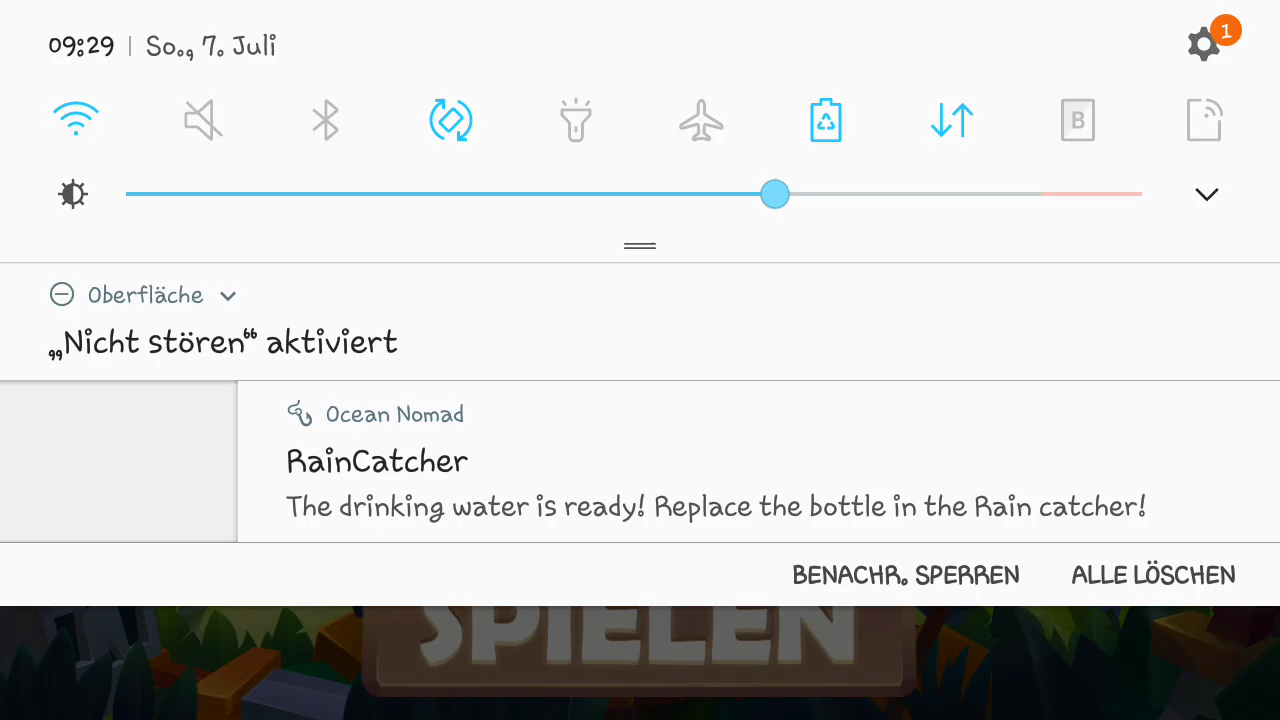 09:29 | So., 7. Juli
1
B
Oberfläche
„Nicht stören“ aktiviert
Ocean Nomad
RainCatcher
The drinking water is ready! Replace the bottle in the Rain catcher!
BENACHR. SPERREN ALLE LÖSCHEN
SPIELEN